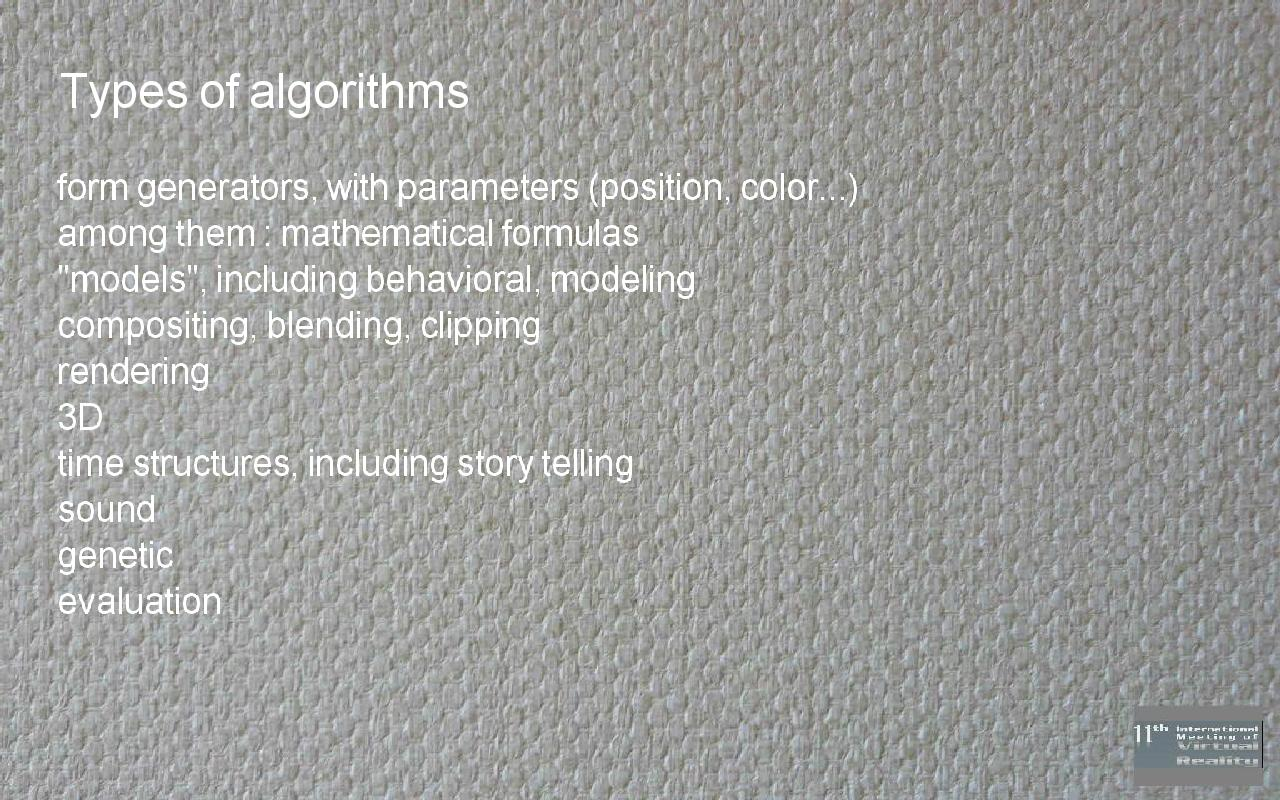 Types of algorithms
form generators, with parameters (position, color...)
among them : mathematical formulas
"models", including behavioral, modeling
compositing, blending, clipping
rendering
3D
time structures, including story telling
sound
genetic
evaluation
11th International
Meeting of
Virtual
Reality